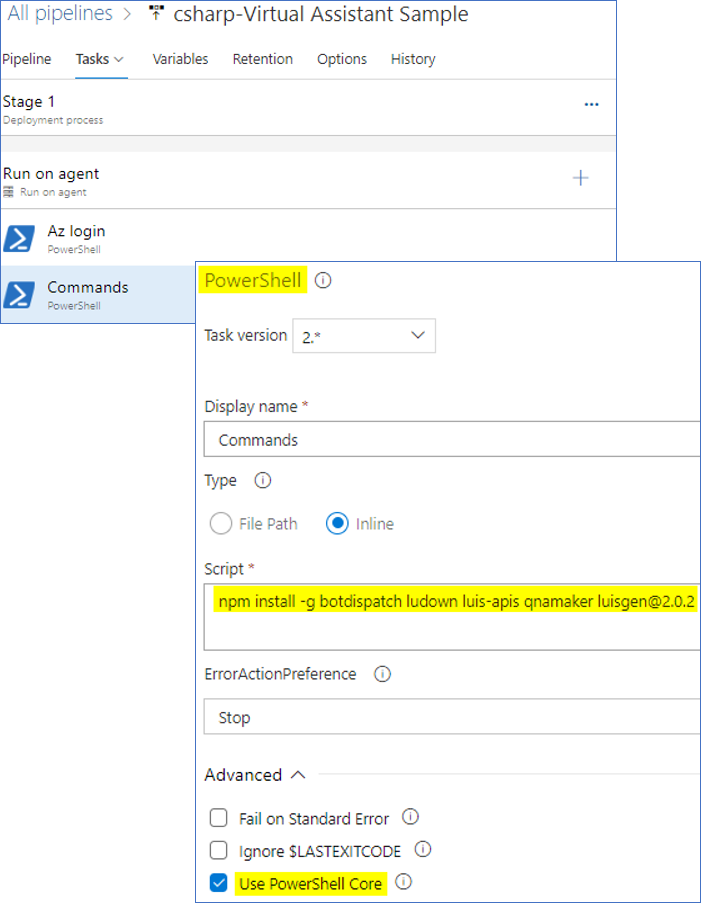 All pipelines > csharp-Virtual Assistant Sample
Pipeline Tasks Variables Retention Options History
Stage 1
Deployment process
Run on agent
Run on agent
Az login
PowerShell
Commands
PowerShell
PowerShell
Task version 2.*
Display name *
Commands
Type
File Path Inline
Script *
npm install -g botdispatch ludown luis-apis qnamaker luisgen@2.0.2
ErrorActionPreference
Stop
Advanced
Fail on Standard Error
Ignore $LASTEXITCODE
Use PowerShell Core